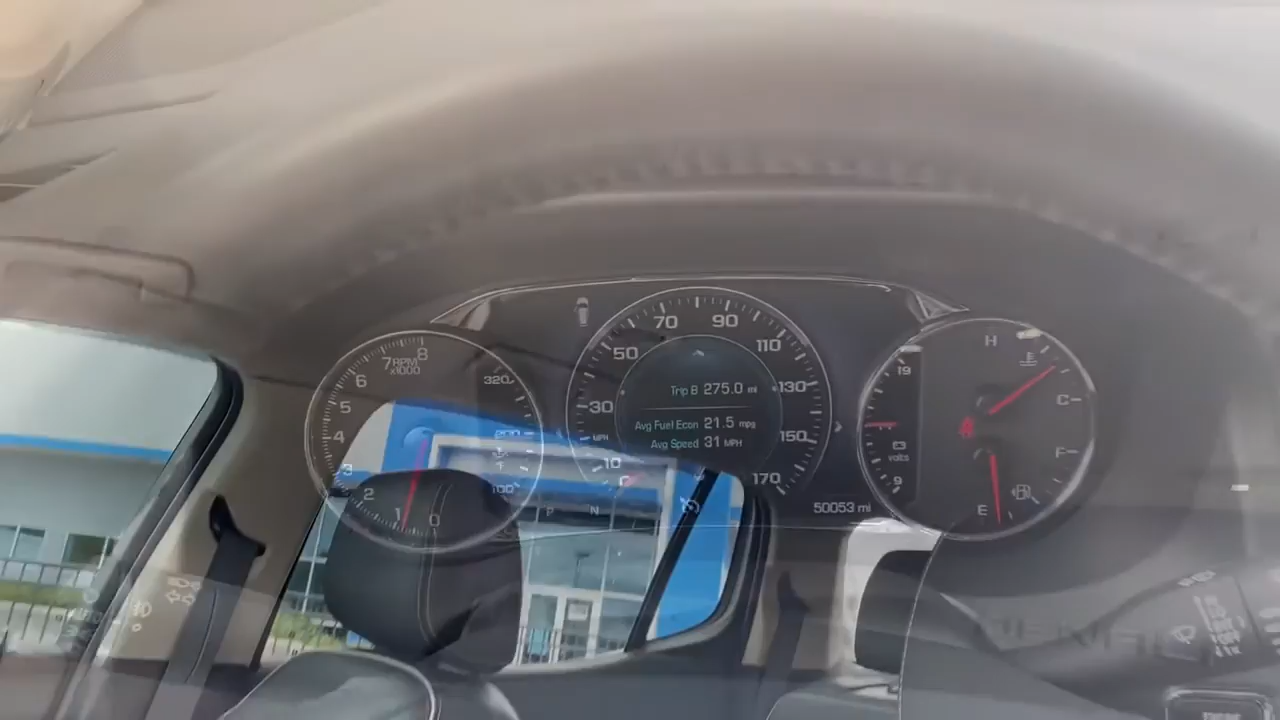 7 RPM 8
x1000
6
5
4
3
2
1
0
320
100
70
90
50
110
30
130
MPH
150
10
170
Trip B 275.0 mi
Avg Fuel Econ 21.5 mpg
Avg Speed 31 MPH
P N
50053 mi
19
volts
9
H
C
F
E
DENALI